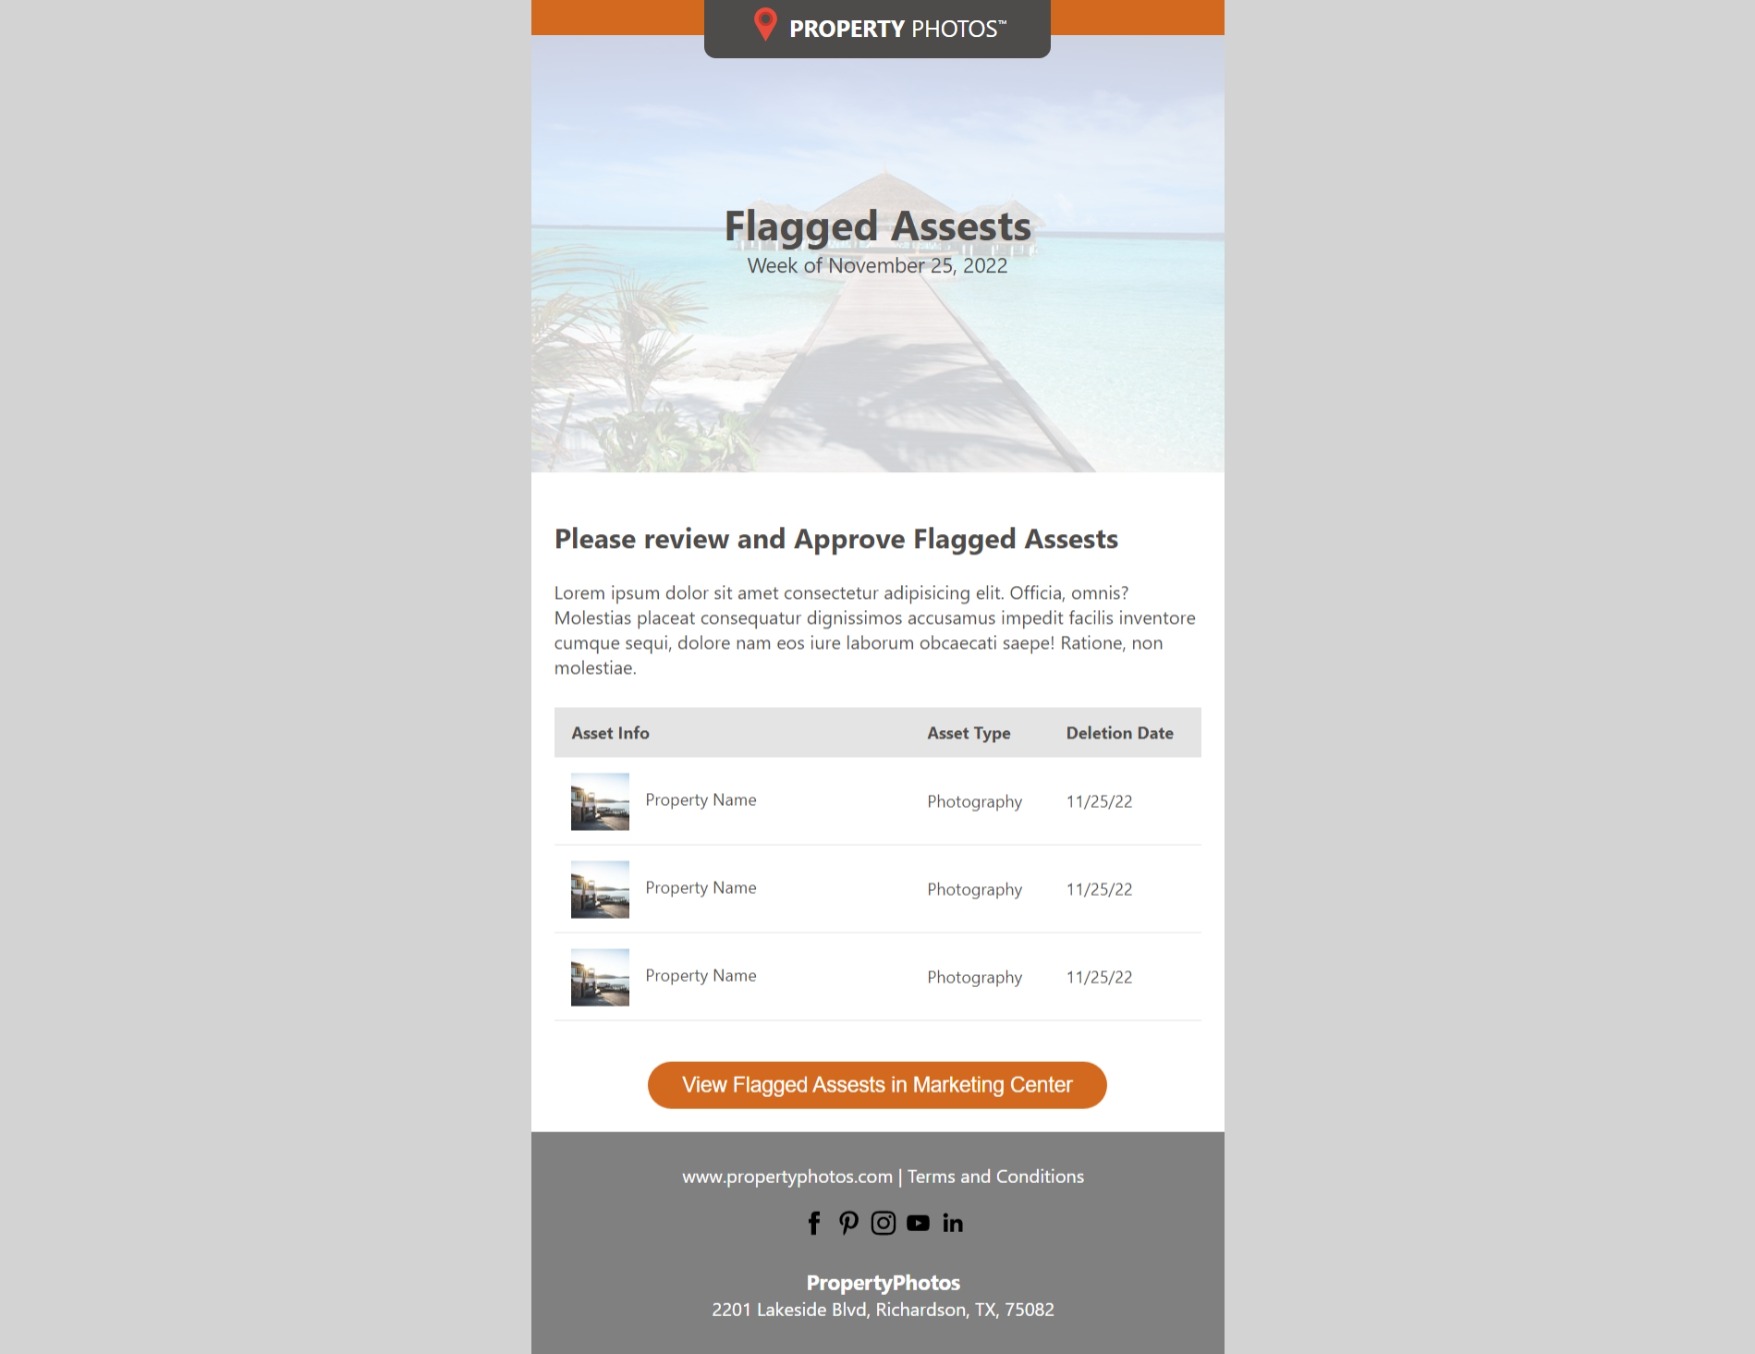 PROPERTY PHOTOS™
Flagged Assests
Week of November 25, 2022
Please review and Approve Flagged Assests
Lorem ipsum dolor sit amet consectetur adipisicing elit. Officia, omnis?
Molestias placeat consequatur dignissimos accusamus impedit facilis inventore
cumque sequi, dolore nam eos iure laborum obcaecati saepe! Ratione, non
molestiae.
Asset Info Asset Type Deletion Date
Property Name Photography 11/25/22
Property Name Photography 11/25/22
Property Name Photography 11/25/22
View Flagged Assests in Marketing Center
www.propertyphotos.com | Terms and Conditions
PropertyPhotos
2201 Lakeside Blvd, Richardson, TX, 75082